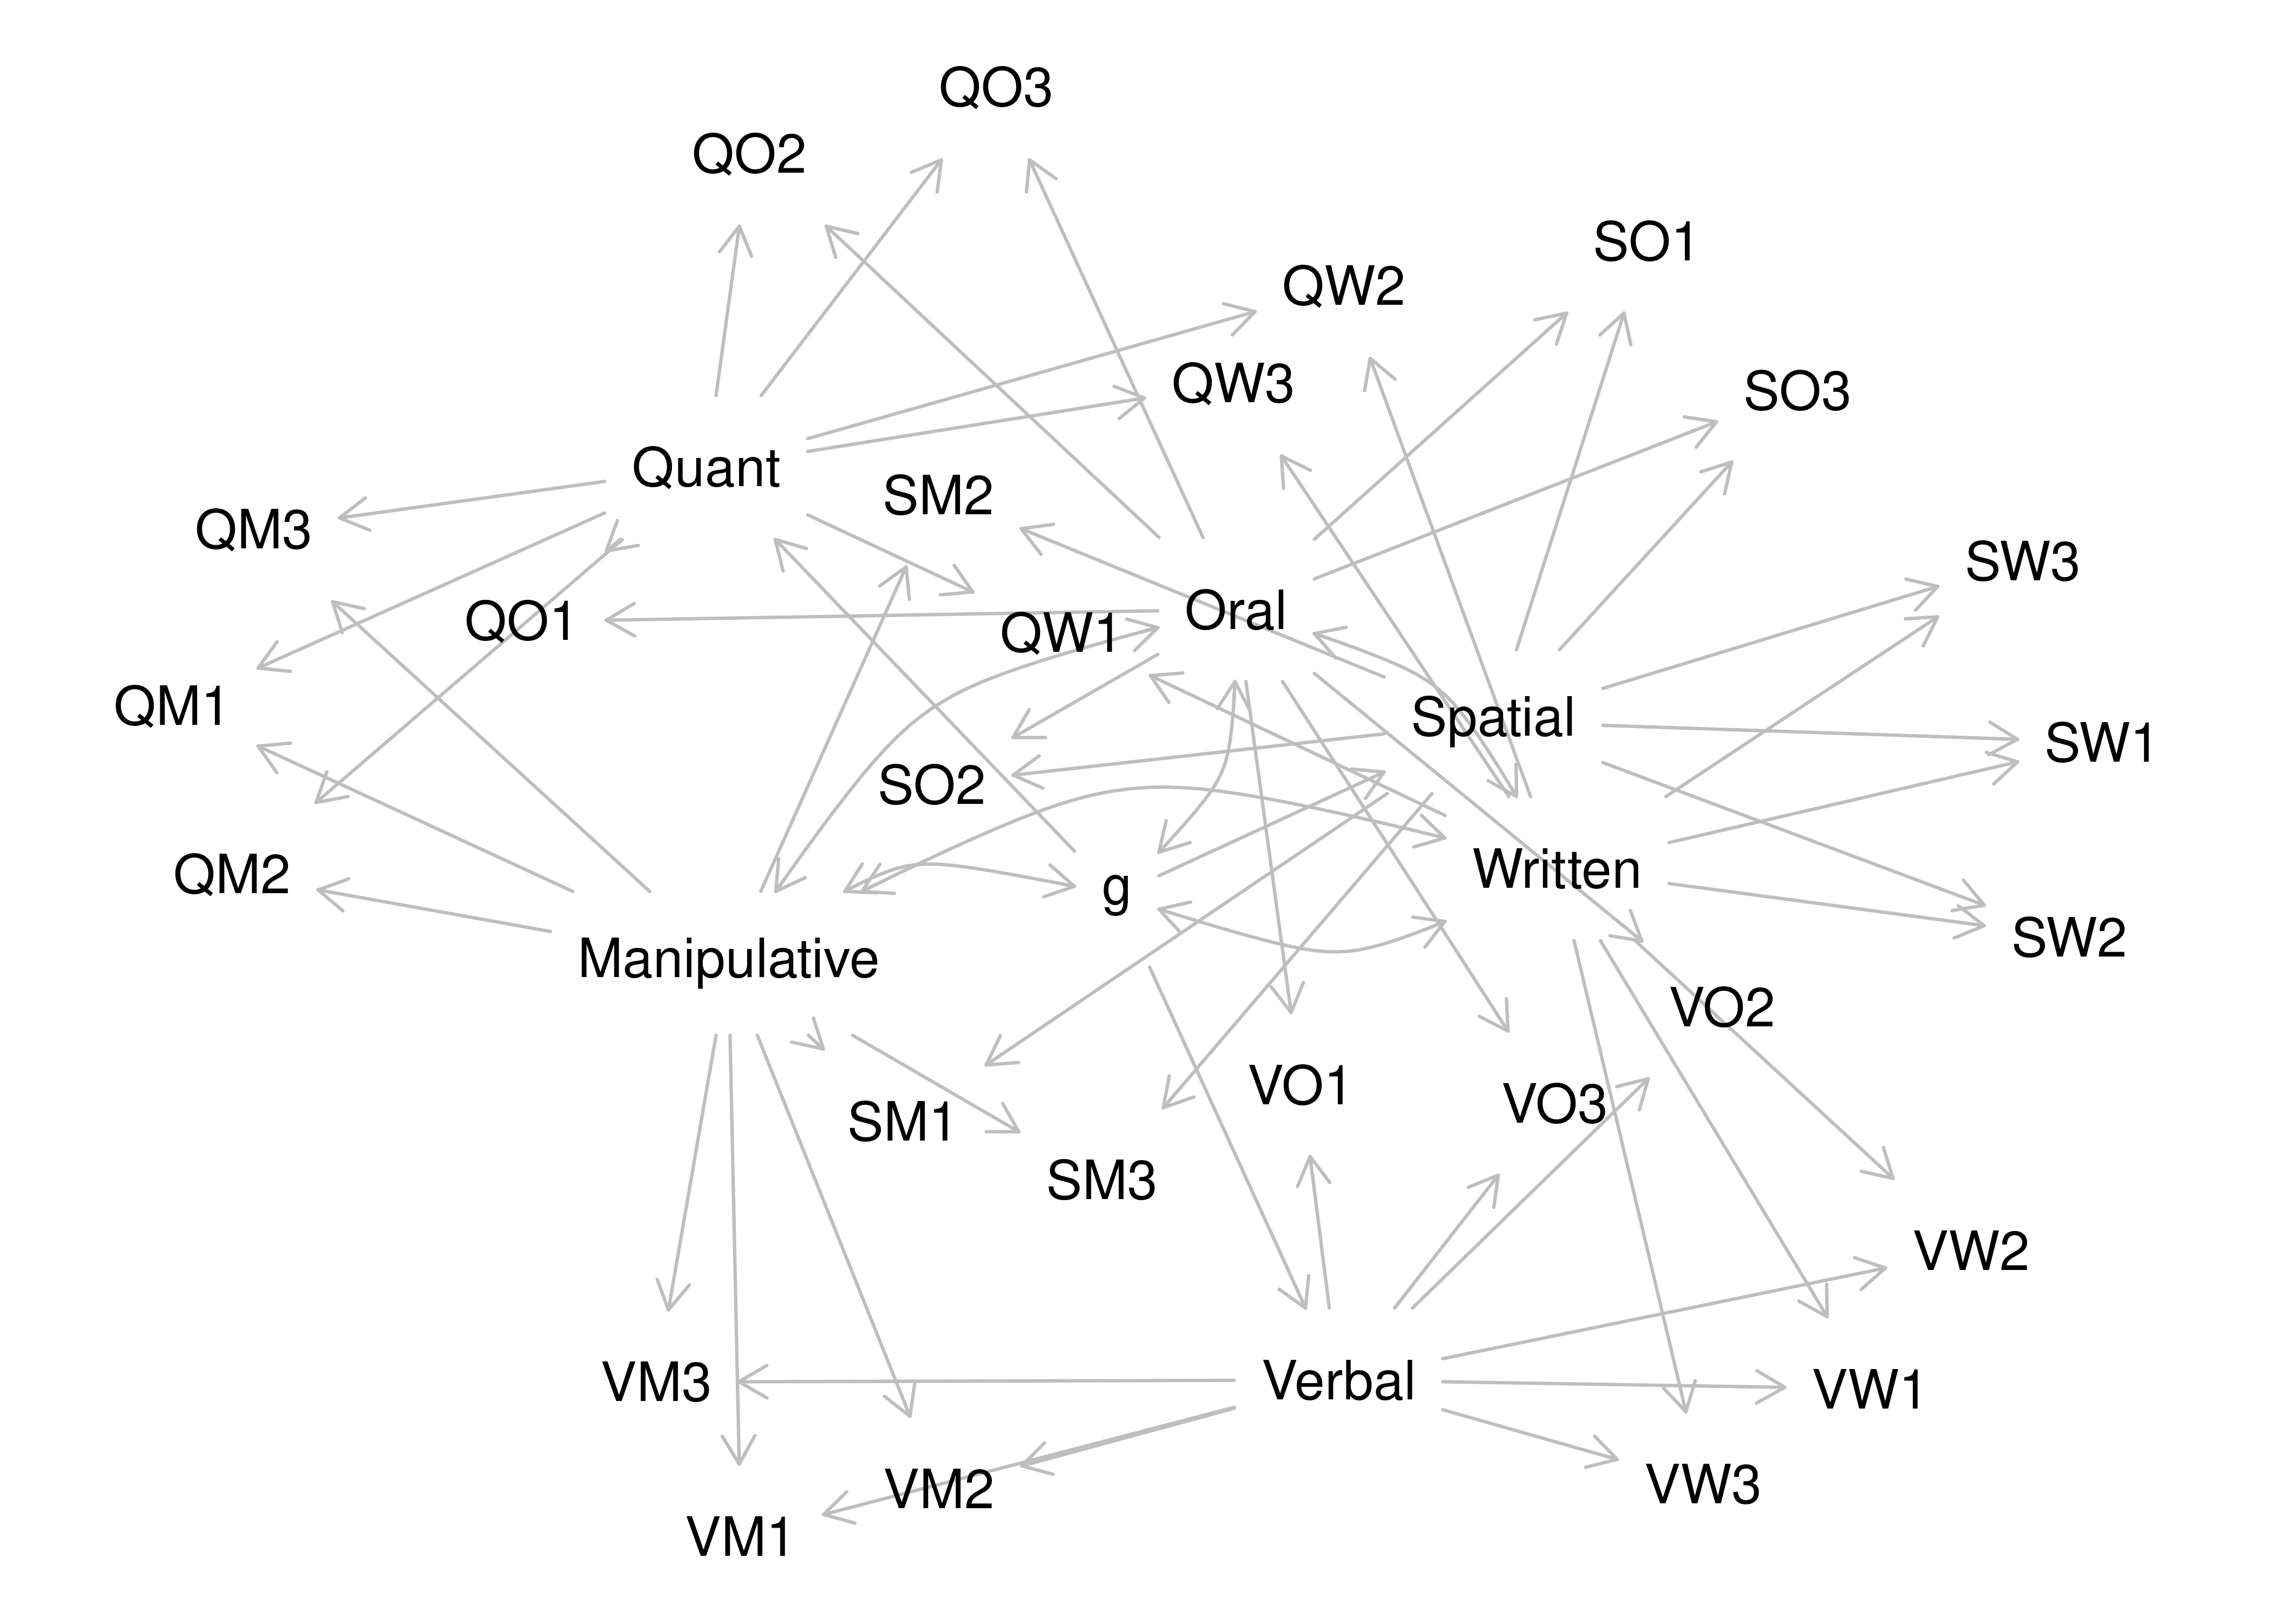 QO3
QO2
SO1
QW2
QW3
SO3
Quant
SM2
QM3
SW3
QO1
Oral
QW1
QM1
Spatial
SW1
SO2
QM2
g
Written
SW2
Manipulative
VO2
VO1
VO3
SM1
SM3
VW2
VM3
Verbal
VW1
VM2
VW3
VM1